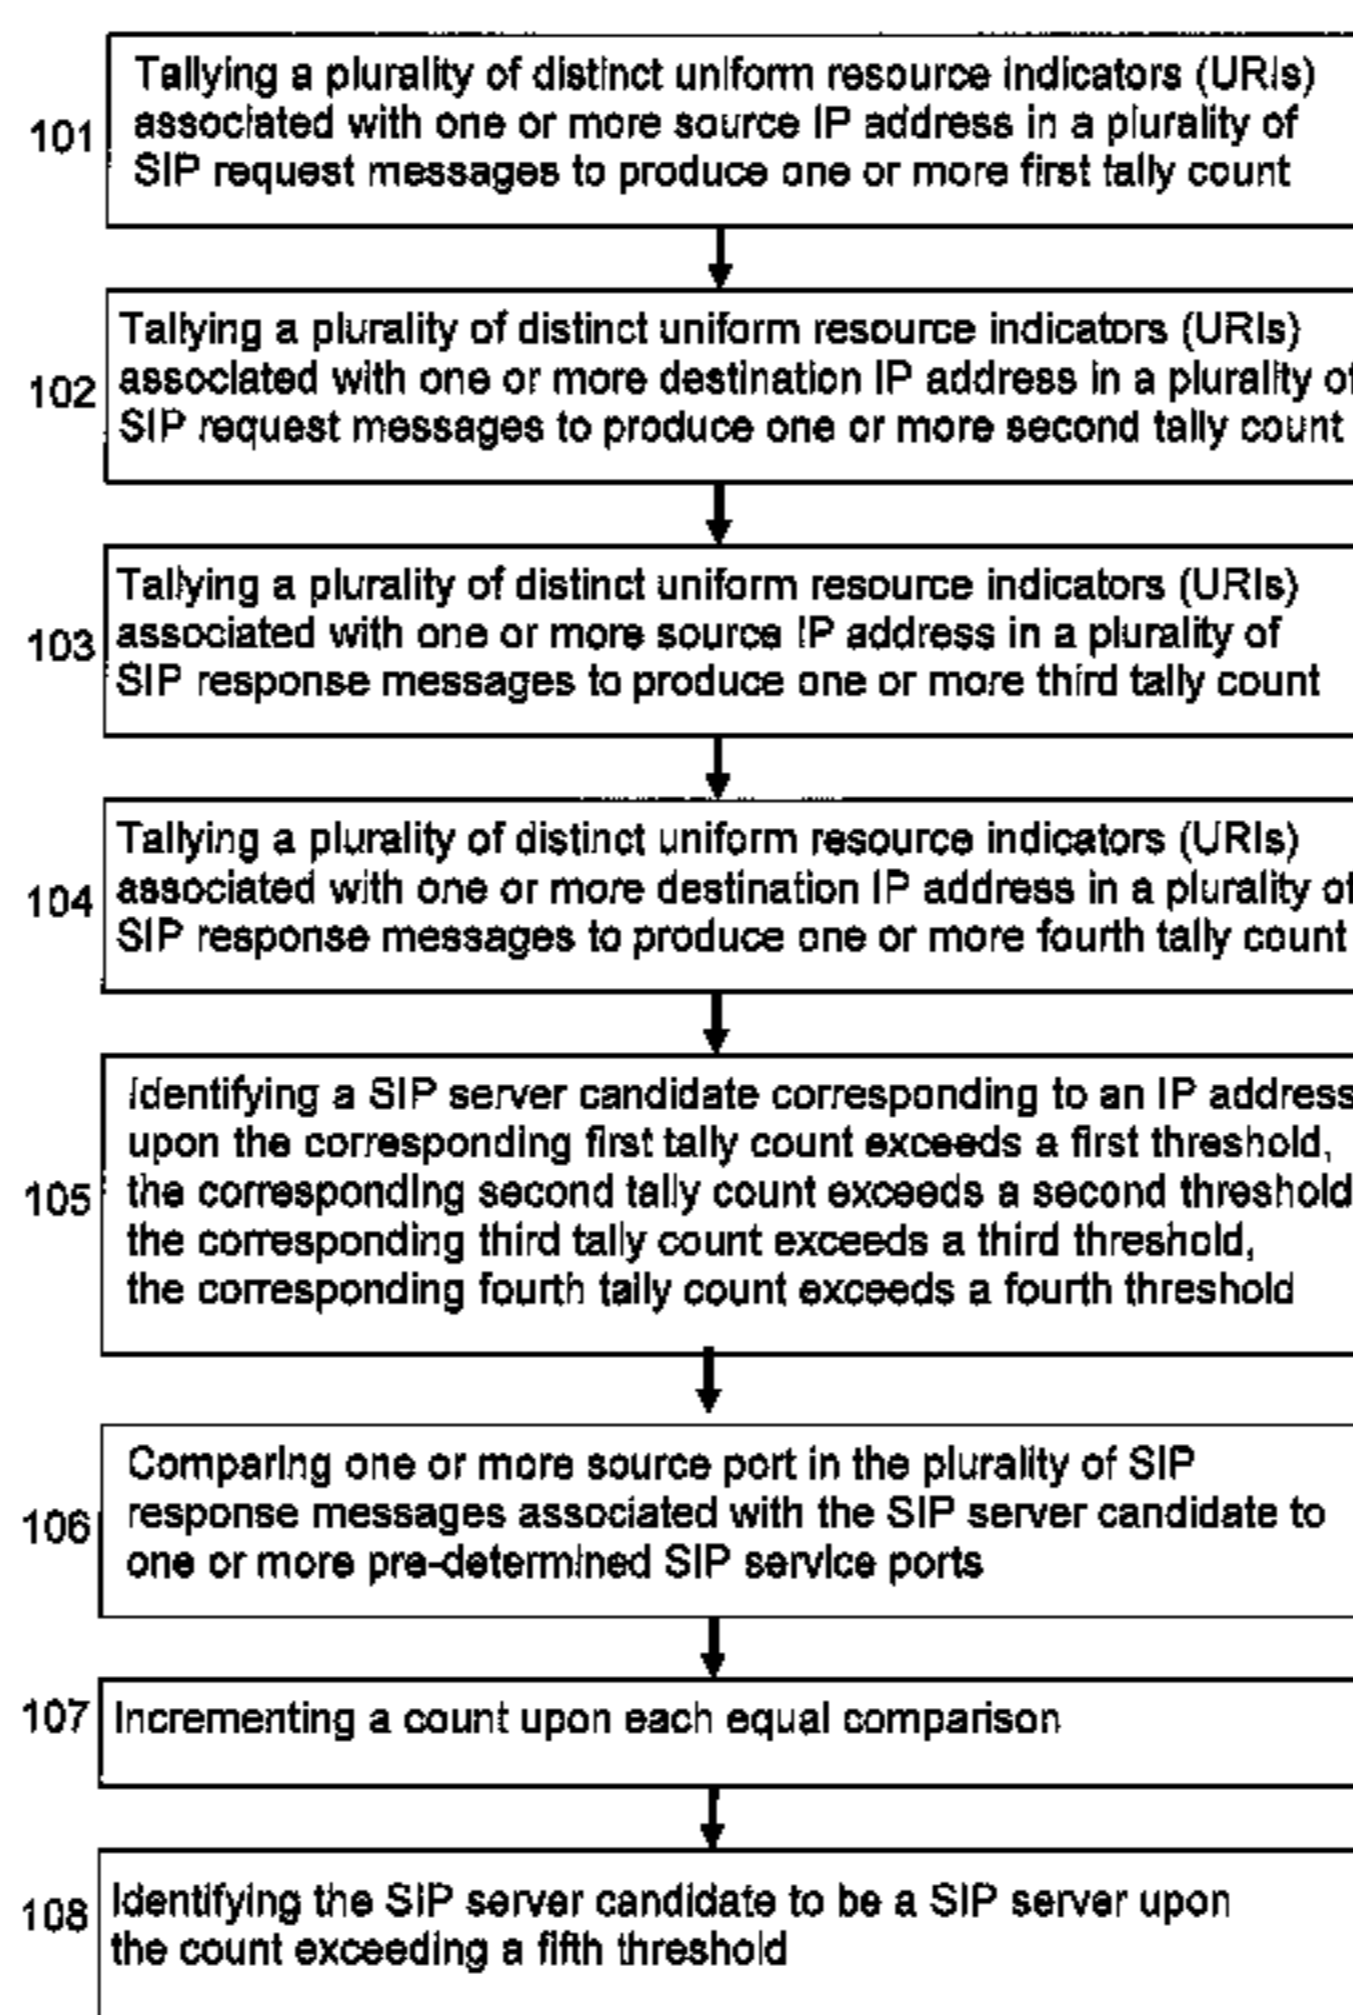 Tallying a plurality of distinct uniform resource indicators (URIs)
associated with one or more source IP address in a plurality of
SIP request messages to produce one or more first tally count
101
Tallying a plurality of distinct uniform resource indicators (URIs)
associated with one or more destination IP address in a plurality of
SIP request messages to produce one or more second tally count
102
Tallying a plurality of distinct uniform resource indicators (URIs)
associated with one or more source IP address in a plurality of
SIP response messages to produce one or more third tally count
103
Tallying a plurality of distinct uniform resource indicators (URIs)
associated with one or more destination IP address in a plurality of
SIP response messages to produce one or more fourth tally count
104
Identifying a SIP server candidate corresponding to an IP address
upon the corresponding first tally count exceeds a first threshold,
the corresponding second tally count exceeds a second threshold
the corresponding third tally count exceeds a third threshold,
the corresponding fourth tally count exceeds a fourth threshold
105
Comparing one or more source port in the plurality of SIP
response messages associated with the SIP server candidate to
one or more pre-determined SIP service ports
106
Incrementing a count upon each equal comparison
107
Identifying the SIP server candidate to be a SIP server upon
the count exceeding a fifth threshold
108